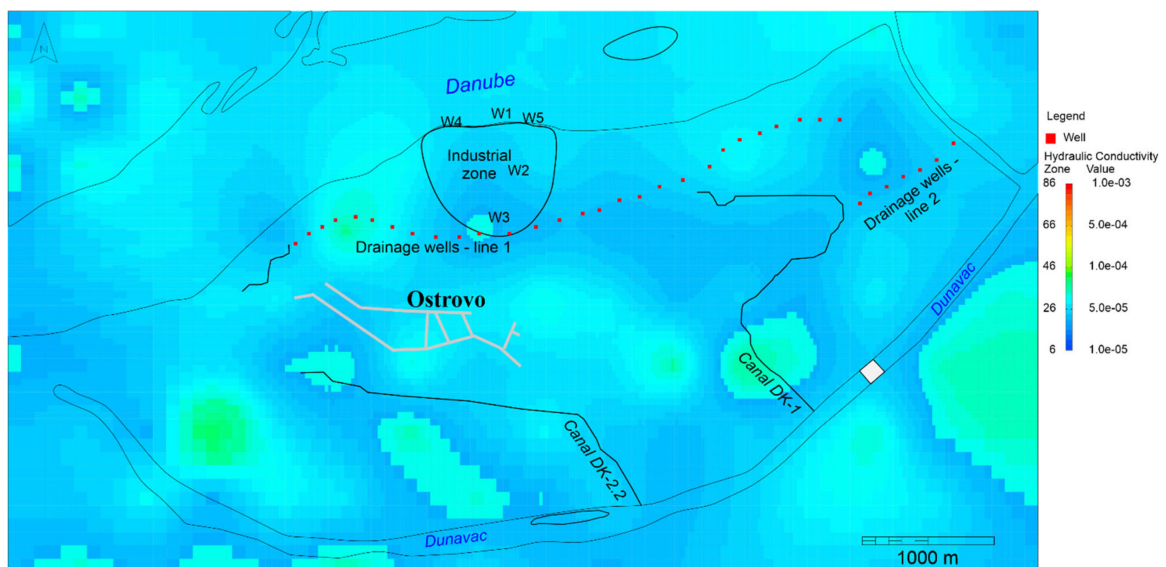 N
Danube
W4
W1
W5
Industrial
zone
W2
W3
Drainage wells - line 1
Drainage wells -
line 2
Ostrovo
Dunavac
Canal DK-1
Canal DK-2.2
Dunavac
1000 m
Legend
Well
Hydraulic Conductivity
Zone Value
86 1.0e-03
66 5.0e-04
46 1.0e-04
26 5.0e-05
6 1.0e-05